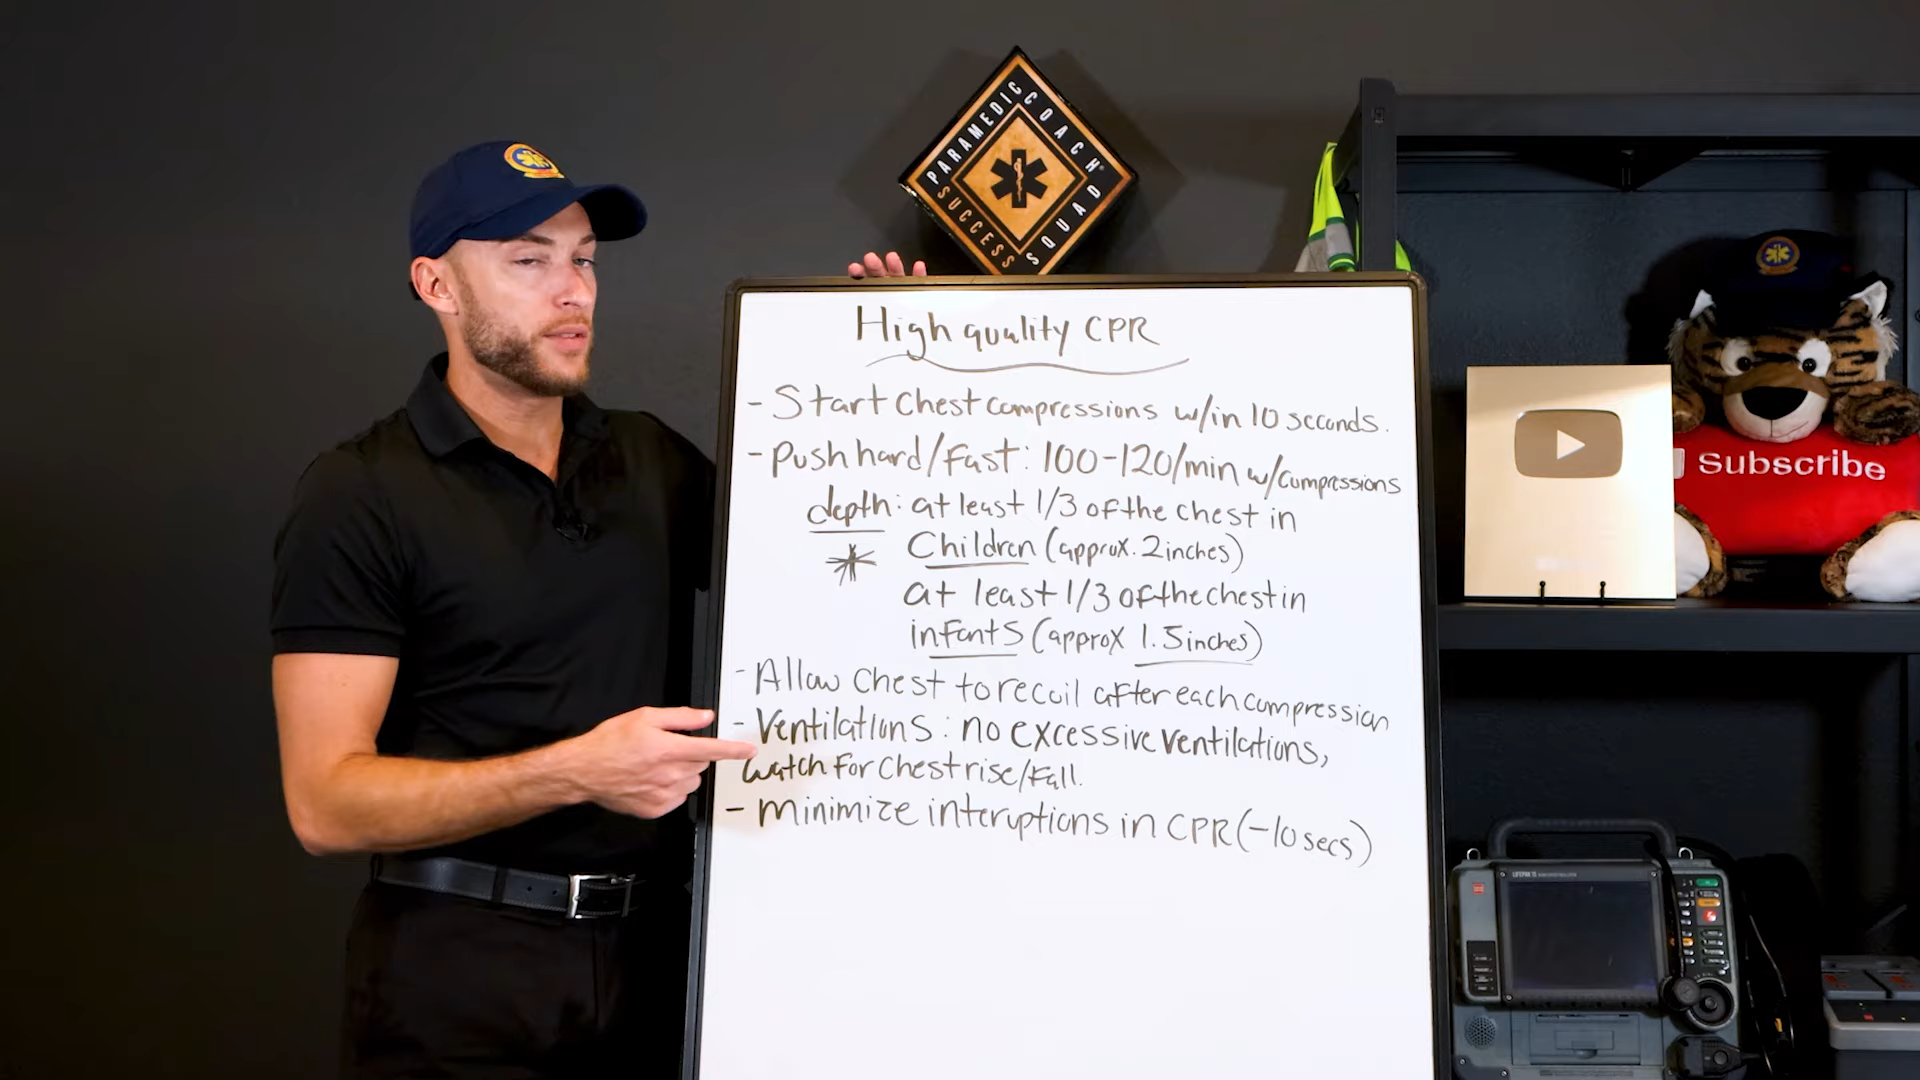 PARAMEDIC COACH
SUCCESS SQUAD
High quality CPR
- Start Chest compressions w/in 10 seconds.
- Push hard/fast: 100-120/min w/compressions
depth: at least 1/3 of the chest in
* Children (approx. 2 inches)
at least 1/3 of the chest in
infants (approx 1.5 inches)
- Allow Chest to recoil after each compression
- Ventilations: no excessive ventilations,
watch for Chest rise/fall.
- Minimize interuptions in CPR (-10 secs)
Subscribe
LIFEPAK 15